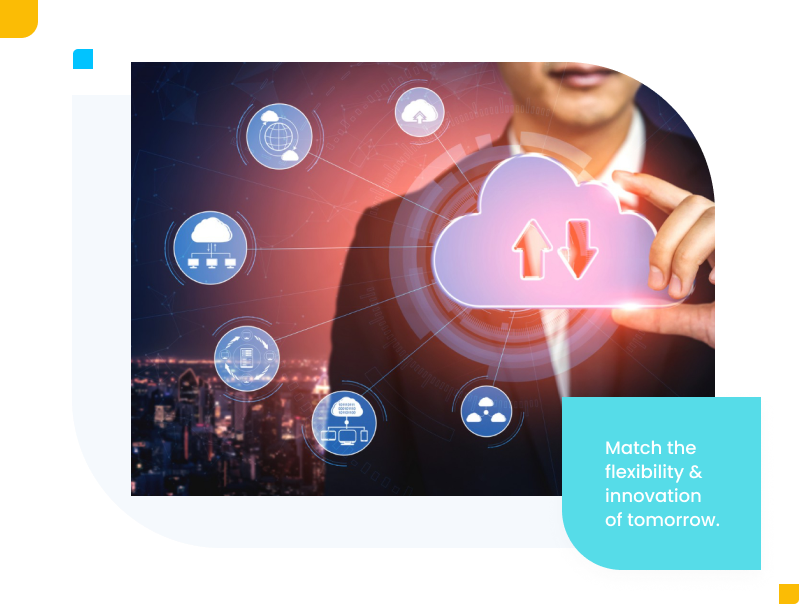 Match the
flexibility &
innovation
of tomorrow.